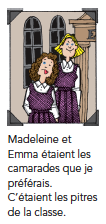 Madeleine et
Emma étaient les
camarades que je
préférais.
C'étaient les pitres
de la classe.